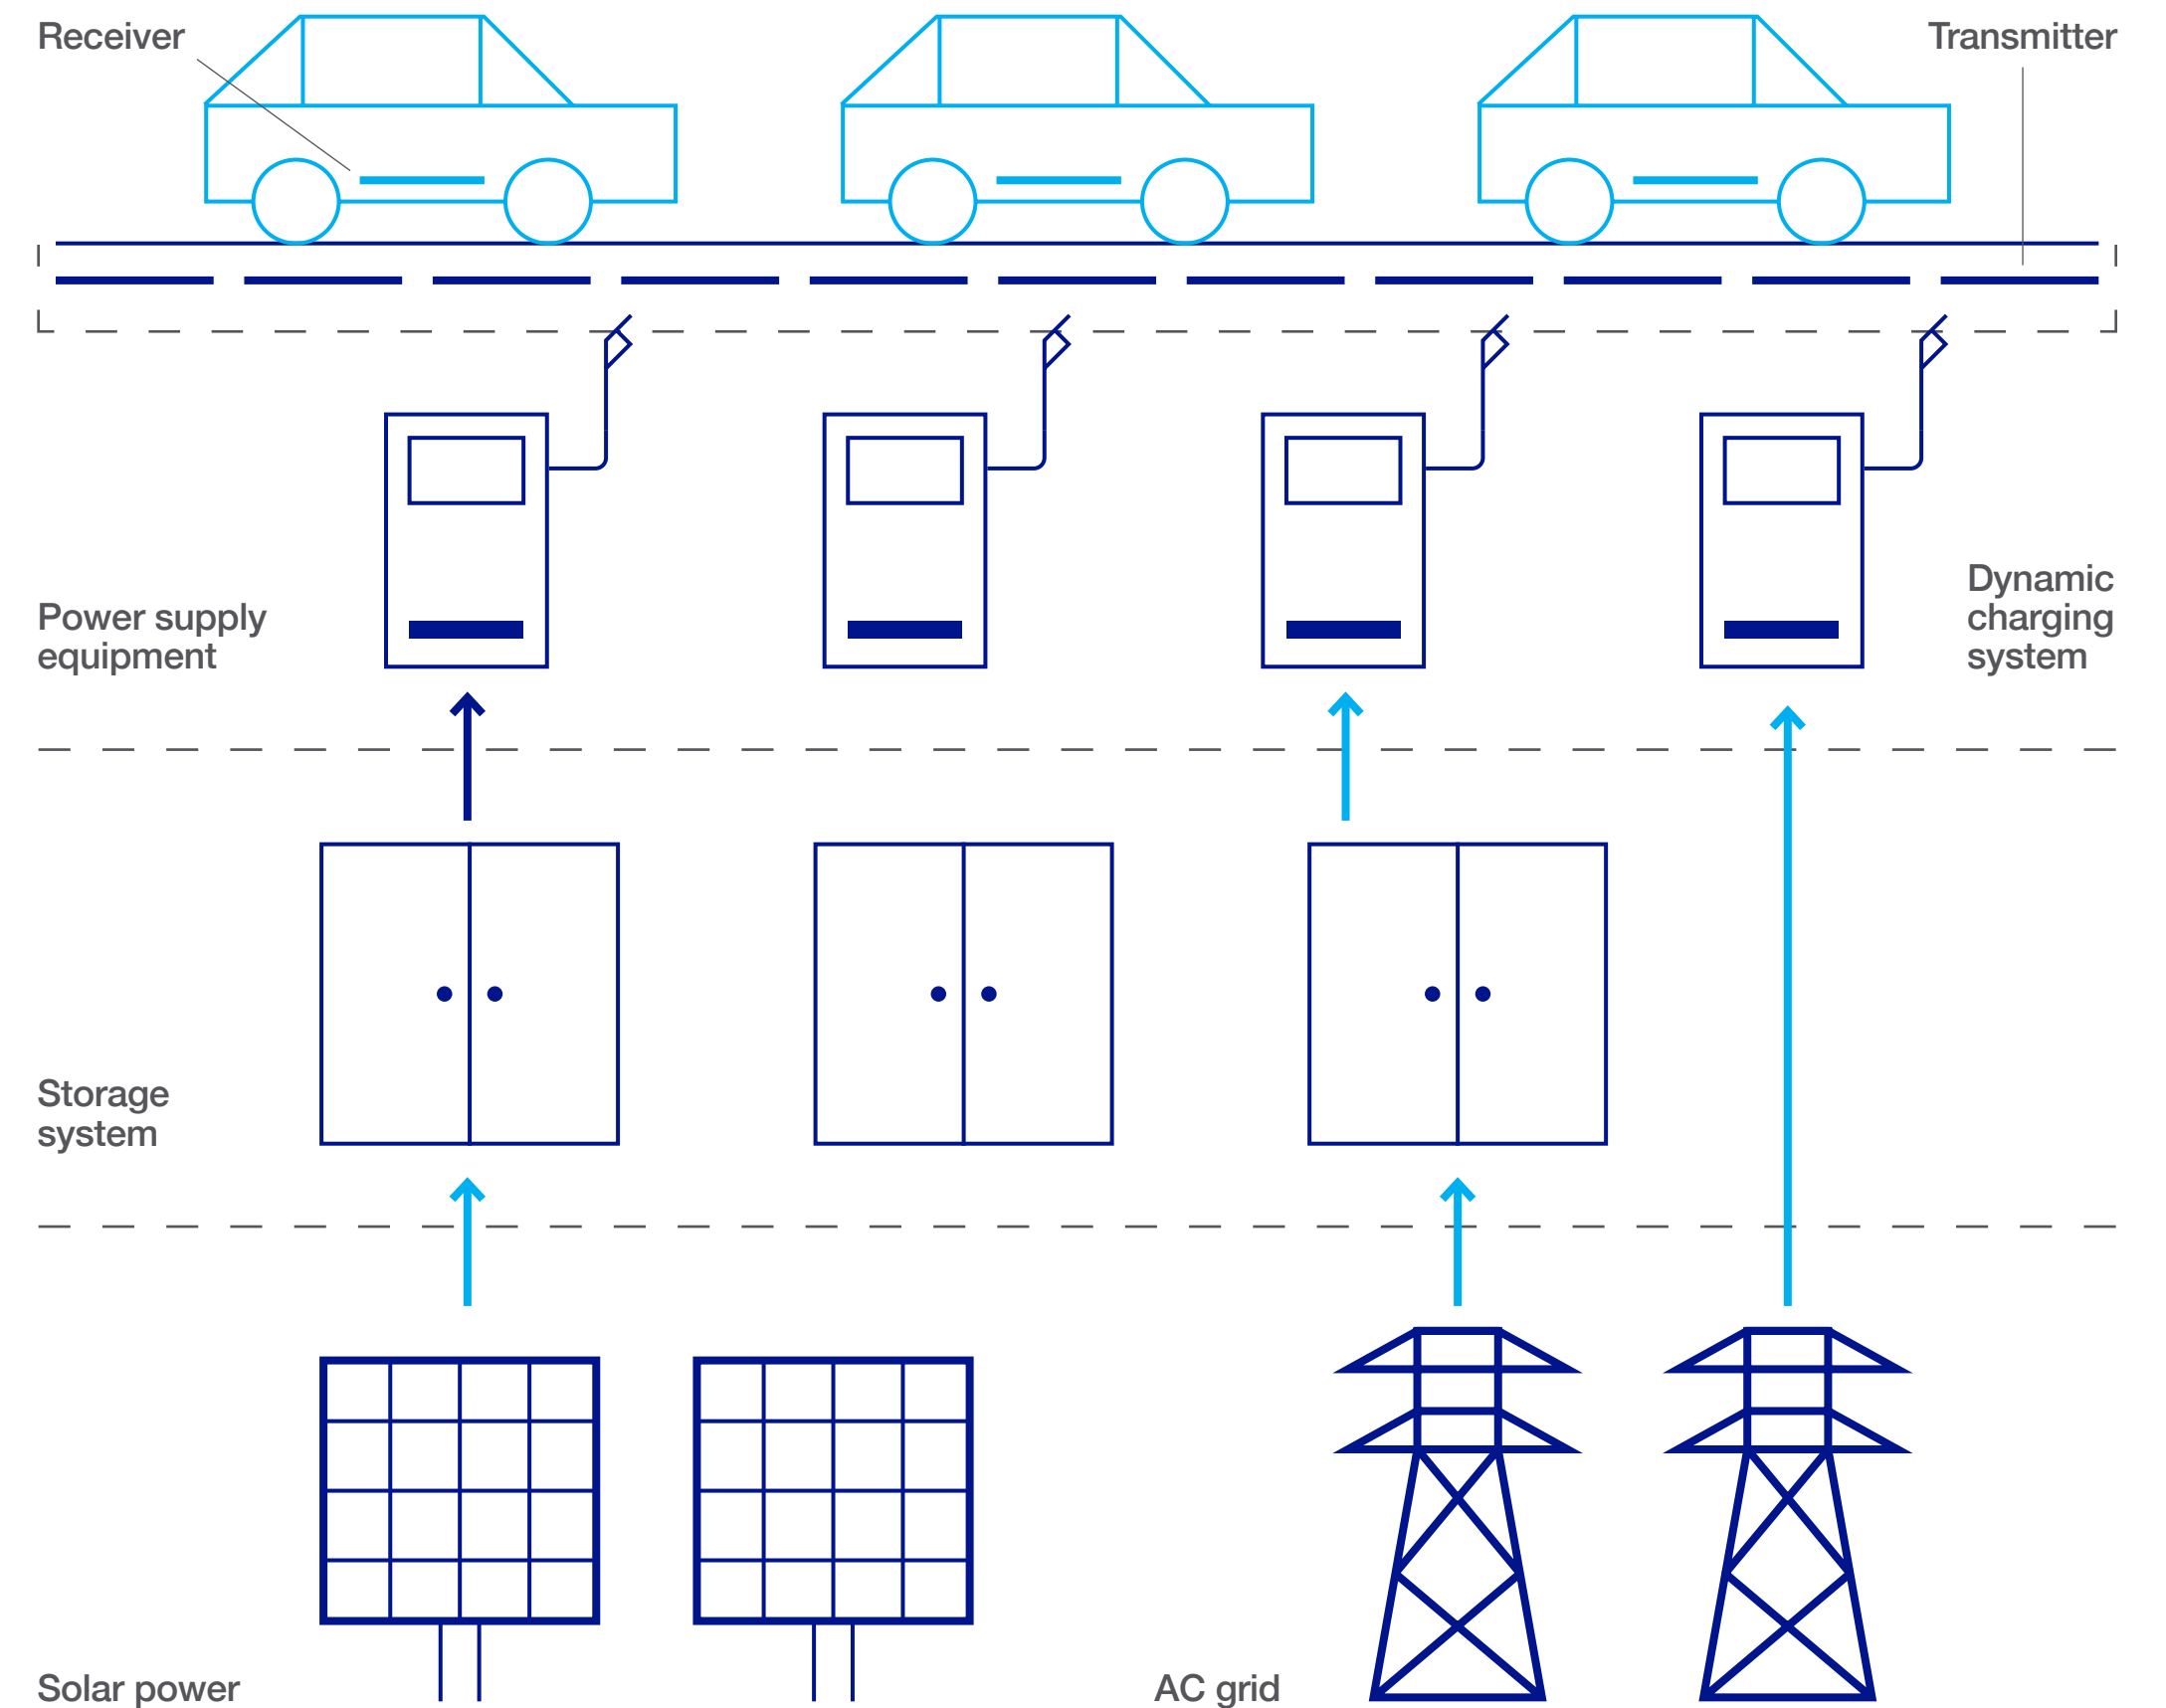 Receiver
Transmitter
Power supply
equipment
Dynamic
charging
system
Storage
system
Solar power
AC grid